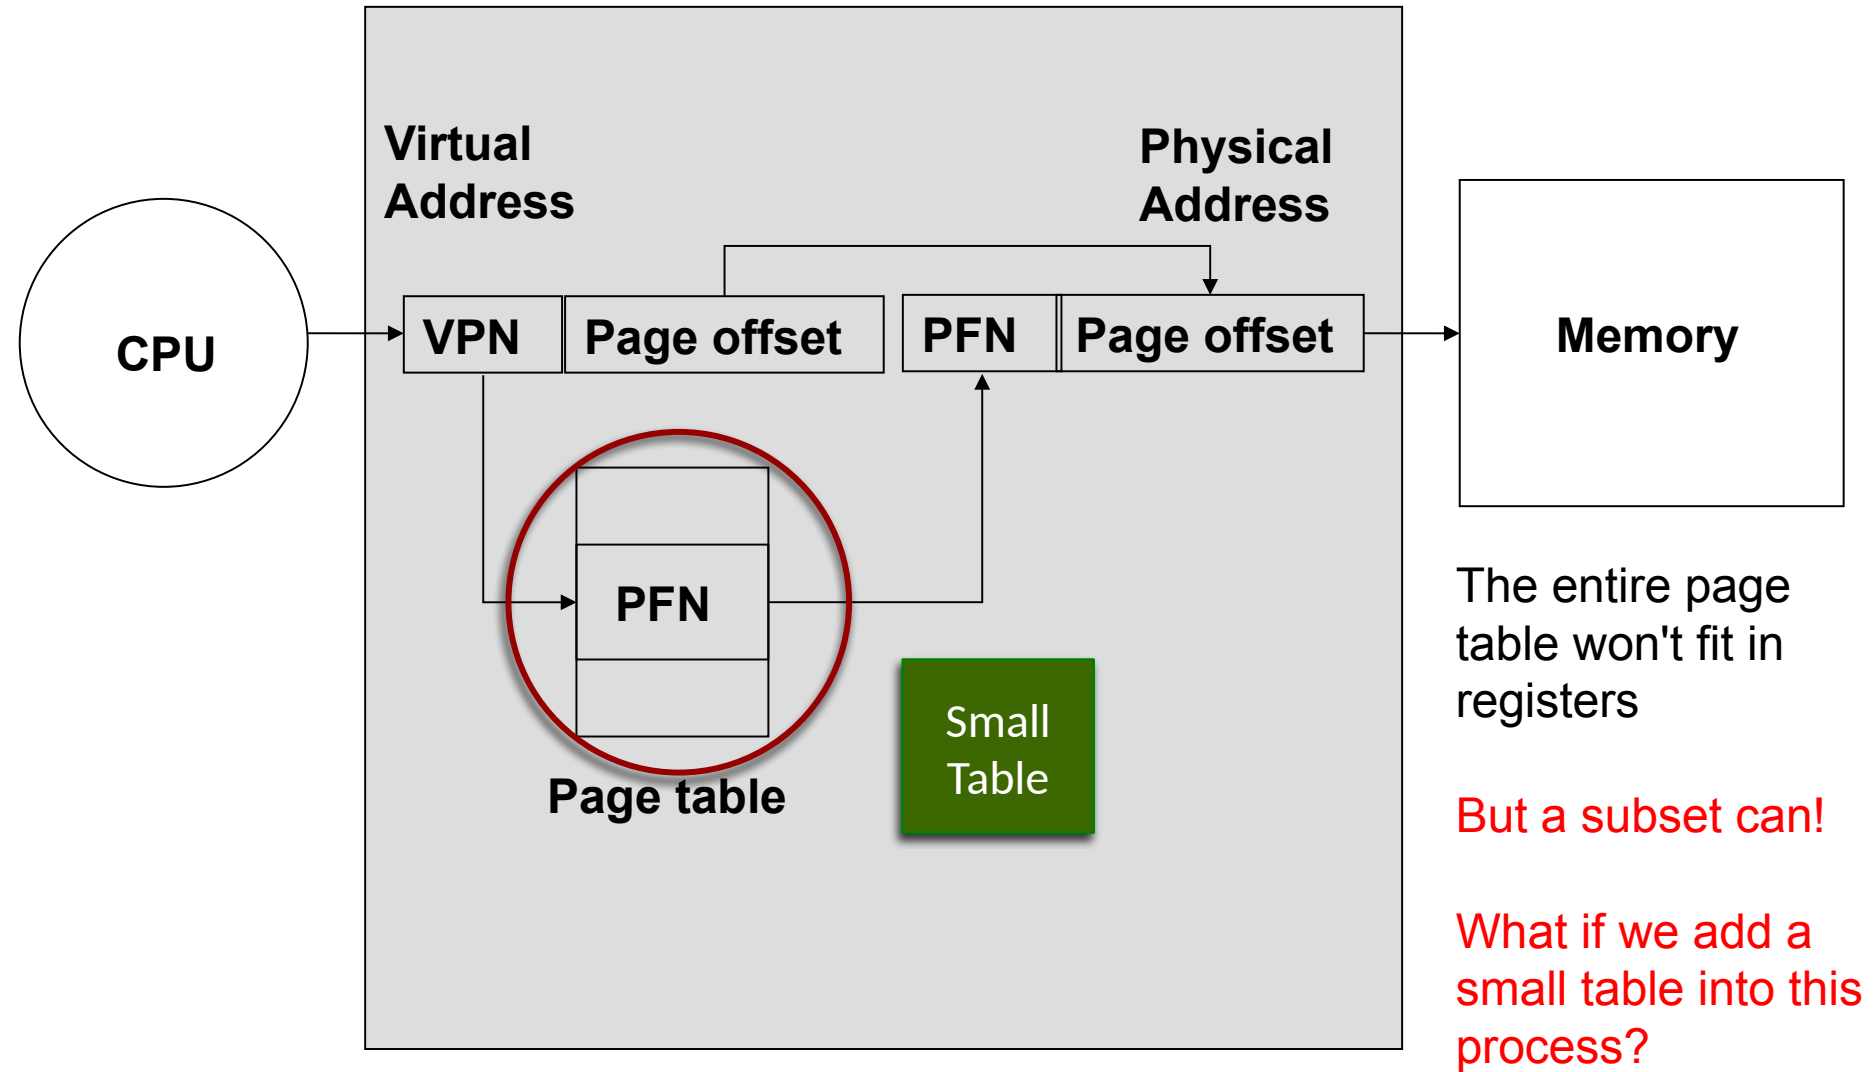 Virtual
Address
Physical
Address
CPU
VPN
Page offset
PFN
Page offset
Memory
PFN
Page table
Small
Table
The entire page
table won't fit in
registers
But a subset can!
What if we add a
small table into this
process?